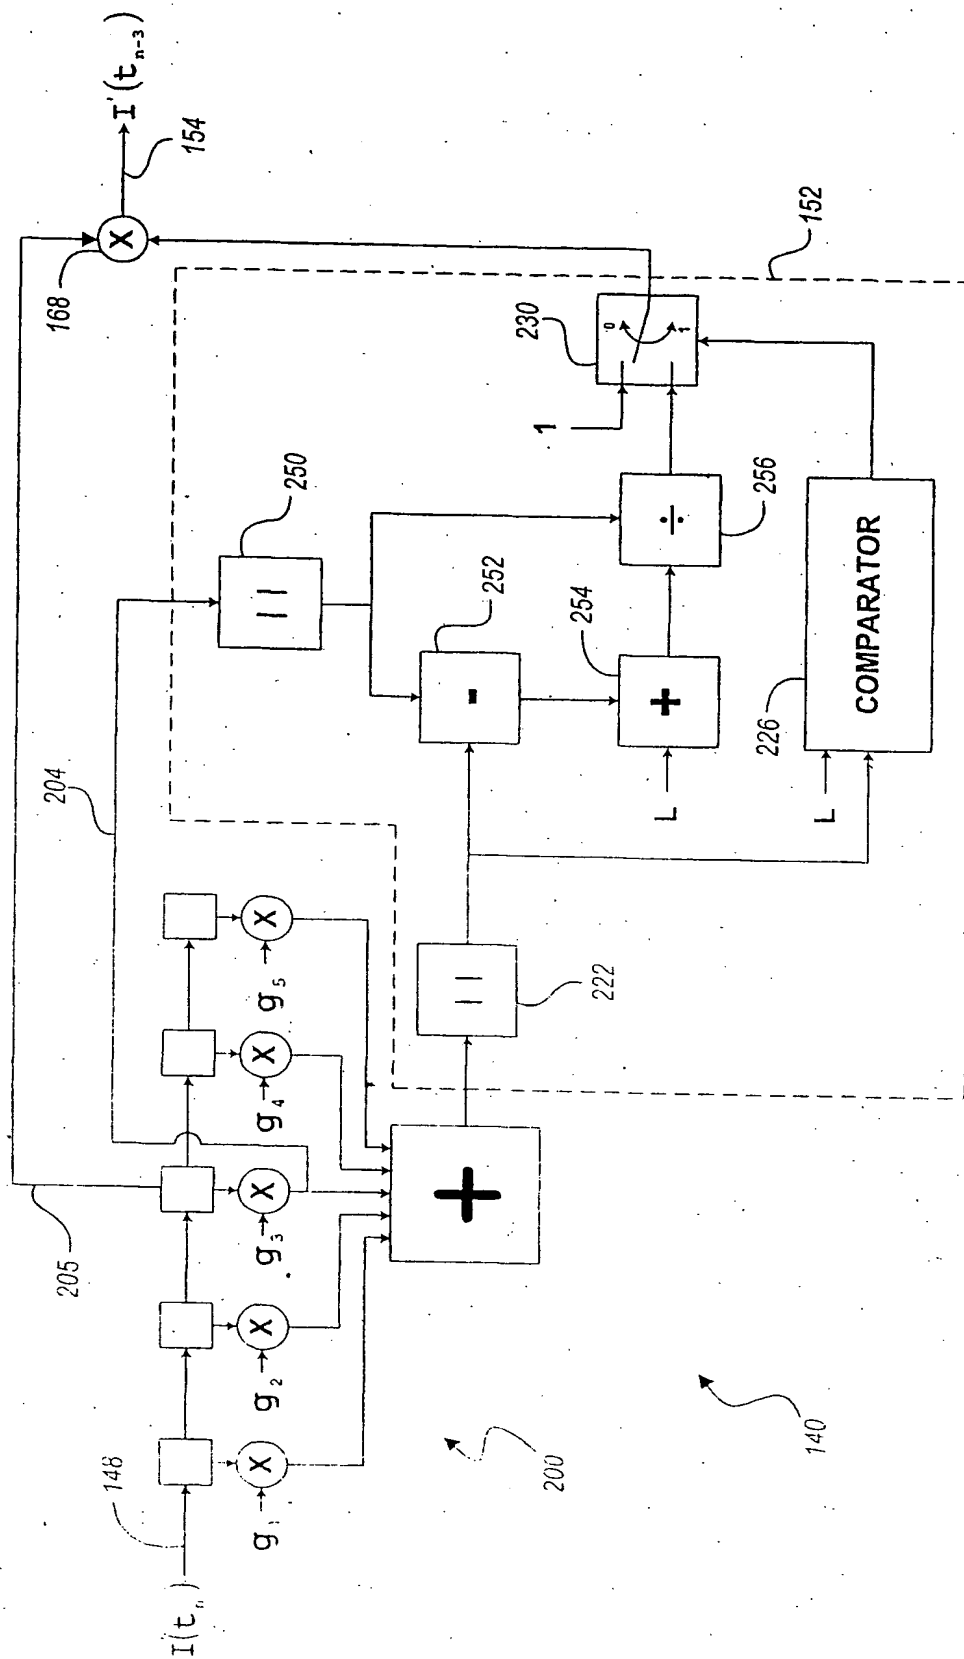 I(tₙ)
148
205
204
168
I'(tₙ₋₃)
154
g₁
X
g₂
X
g₃
X
g₄
X
g₅
X
X
+
| |
222
| |
250
-
252
L
+
254
÷
256
1
0
1
230
L
COMPARATOR
226
152
200
140